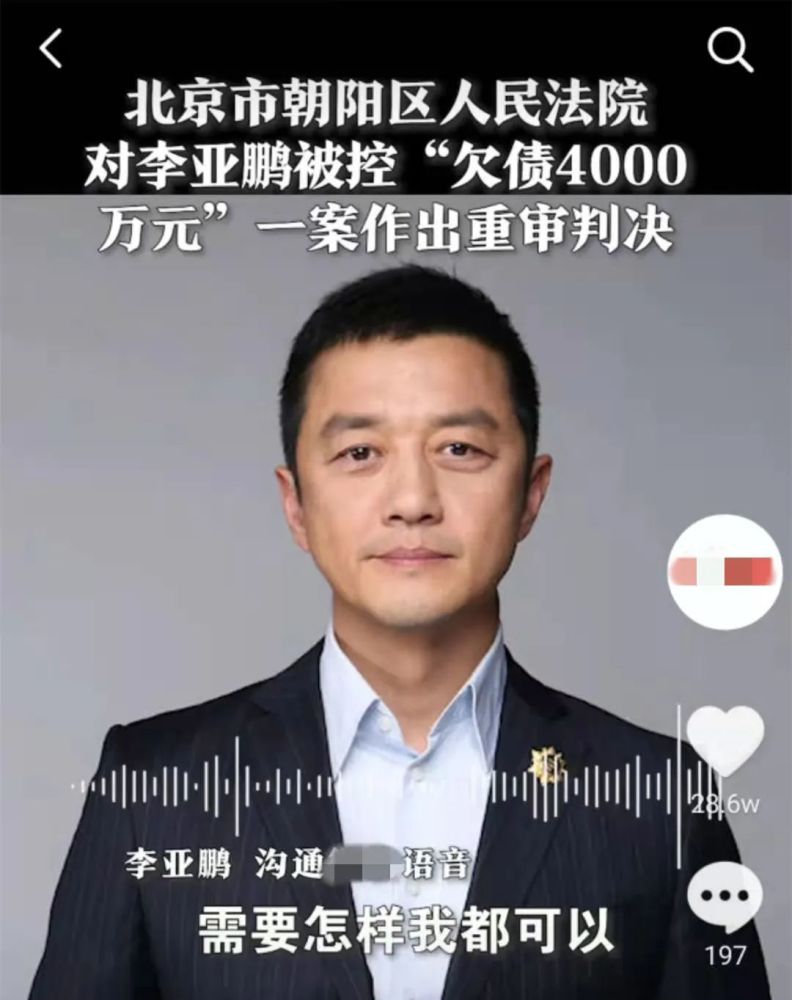 北京市朝阳区人民法院
对李亚鹏被控“欠债4000
万元”一案作出重审判决
28.6w
李亚鹏 沟通 语音
需要怎样我都可以
197